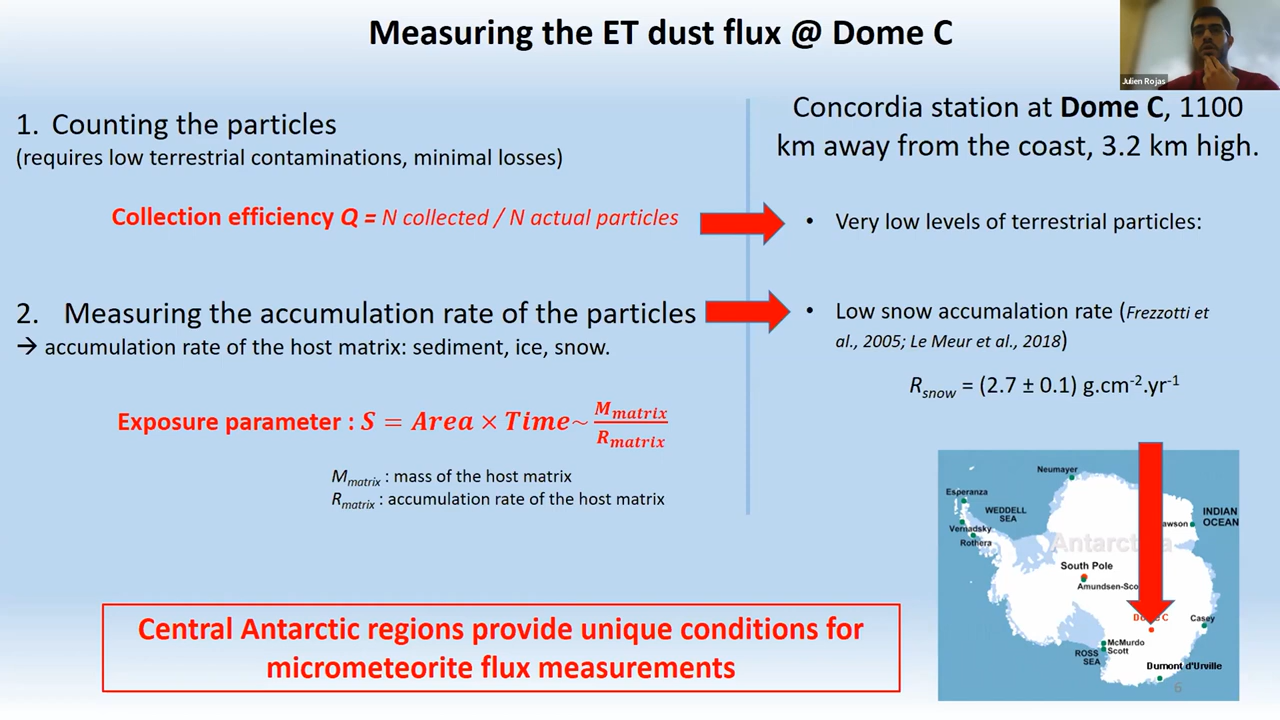 Measuring the ET dust flux @ Dome C
Julien Rojas
1. Counting the particles
(requires low terrestrial contaminations, minimal losses)
Collection efficiency Q = N collected / N actual particles
2. Measuring the accumulation rate of the particles
→ accumulation rate of the host matrix: sediment, ice, snow.
Exposure parameter : S = Area × Time~ M_matrix / R_matrix
M_matrix : mass of the host matrix
R_matrix : accumulation rate of the host matrix
Concordia station at Dome C, 1100
km away from the coast, 3.2 km high.
• Very low levels of terrestrial particles:
• Low snow accumalation rate (Frezzotti et
al., 2005; Le Meur et al., 2018)
R_snow = (2.7 ± 0.1) g.cm⁻².yr⁻¹
Neumayer
Esperanza
WEDDELL
SEA
INDIAN
OCEAN
Vernadsky
Rothera
South Pole
Casey
McMurdo
Scott
ROSS
SEA
Dumont d'Urville
6
Central Antarctic regions provide unique conditions for
micrometeorite flux measurements